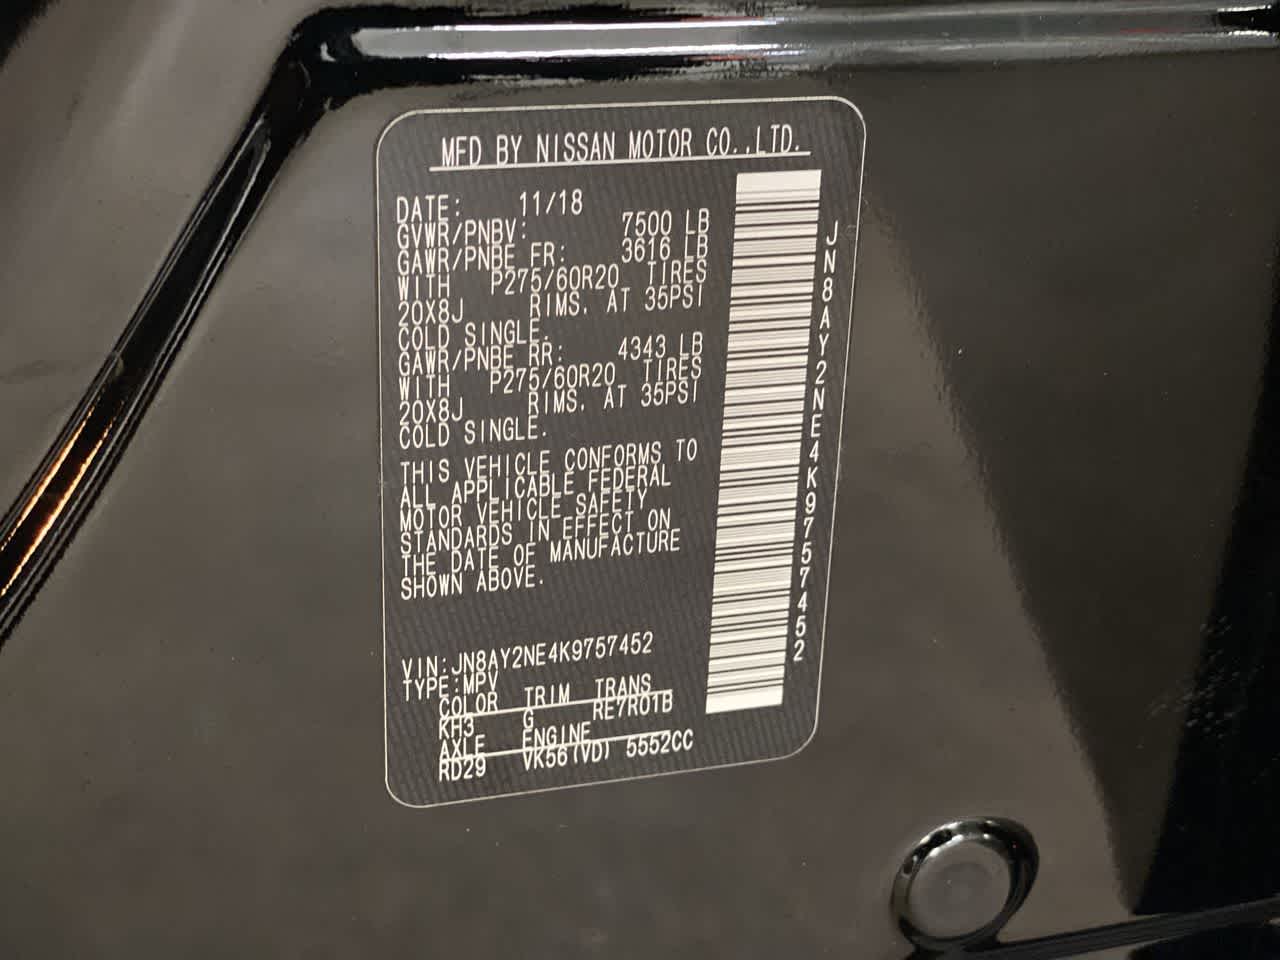 MFD BY NISSAN MOTOR CO.,LTD.
DATE: 11/18
GVWR/PNBV: 7500 LB
GAWR/PNBE FR: 3616 LB
WITH P275/60R20 TIRES
20X8J RIMS, AT 35PSI
COLD SINGLE.
GAWR/PNBE RR: 4343 LB
WITH P275/60R20 TIRES
20X8J RIMS, AT 35PSI
COLD SINGLE.
THIS VEHICLE CONFORMS TO
ALL APPLICABLE FEDERAL
MOTOR VEHICLE SAFETY
STANDARDS IN EFFECT ON
THE DATE OF MANUFACTURE
SHOWN ABOVE.
VIN:JN8AY2NE4K9757452
TYPE:MPV
COLOR TRIM TRANS
KH3 G RE7R01B
AXLE ENGINE
RD29 VK56(VD) 5552CC
JN8AY2NE4K9757452